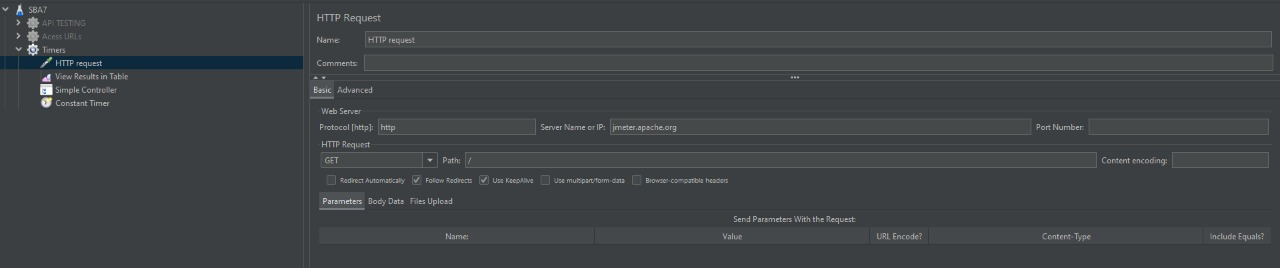 SBA7
API TESTING
Acess URLs
Timers
HTTP request
View Results in Table
Simple Controller
Constant Timer
HTTP Request
Name: HTTP request
Comments:
Basic Advanced
Web Server
Protocol [http]: http Server Name or IP: jmeter.apache.org Port Number:
HTTP Request
GET Path: / Content encoding:
Redirect Automatically Follow Redirects Use KeepAlive Use multipart/form-data Browser-compatible headers
Parameters Body Data Files Upload
Send Parameters With the Request:
Name: Value URL Encode? Content-Type Include Equals?